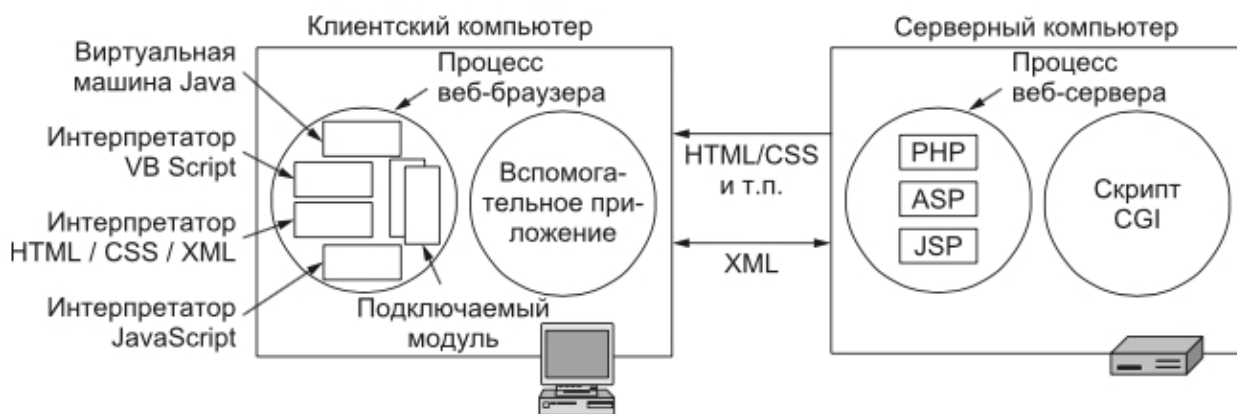 Клиентский компьютер
Серверный компьютер
Виртуальная
машина Java
Процесс
веб-браузера
Интерпретатор
VB Script
Интерпретатор
HTML / CSS / XML
Интерпретатор
JavaScript
Подключаемый
модуль
Вспомога-
тельное при-
ложение
HTML/CSS
и т.п.
XML
Процесс
веб-сервера
PHP
ASP
JSP
Скрипт
CGI